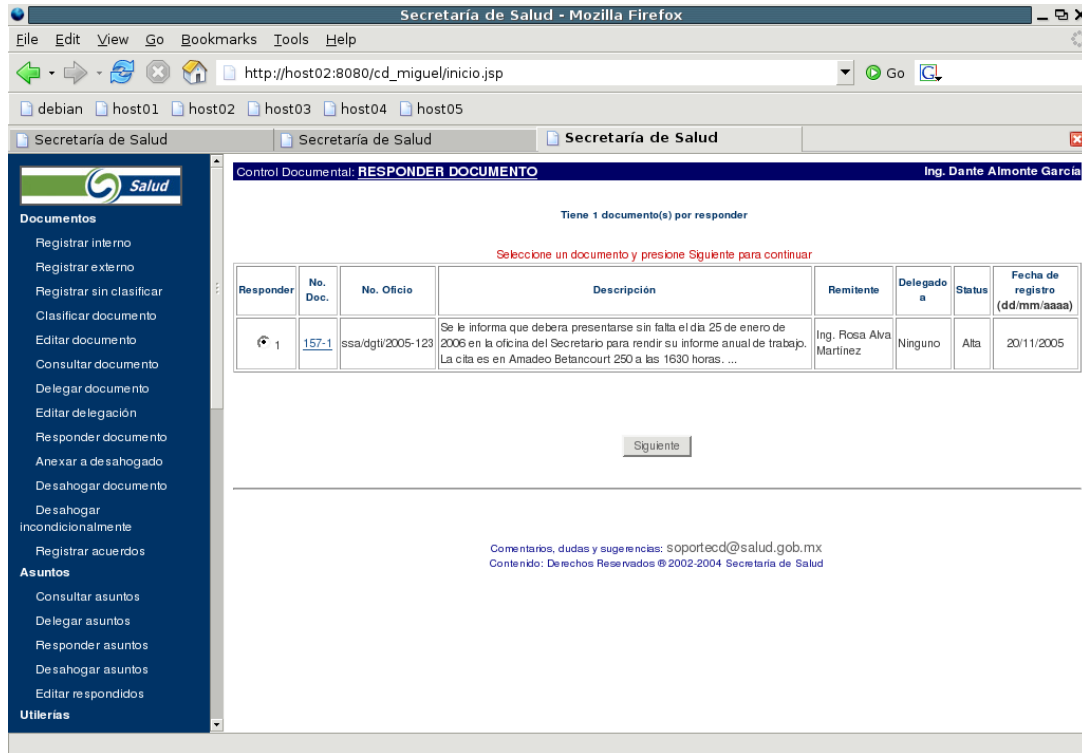 Secretaría de Salud - Mozilla Firefox
File Edit View Go Bookmarks Tools Help
http://host02:8080/cd_miguel/inicio.jsp Go
debian host01 host02 host03 host04 host05
Secretaría de Salud Secretaría de Salud Secretaría de Salud
Salud
Documentos
Registrar interno
Registrar externo
Registrar sin clasificar
Clasificar documento
Editar documento
Consultar documento
Delegar documento
Editar delegación
Responder documento
Anexar a desahogado
Desahogar documento
Desahogar
incondicionalmente
Registrar acuerdos
Asuntos
Consultar asuntos
Delegar asuntos
Responder asuntos
Desahogar asuntos
Editar respondidos
Utilerías
Control Documental: RESPONDER DOCUMENTO Ing. Dante Almonte García
Tiene 1 documento(s) por responder
Seleccione un documento y presione Siguiente para continuar
Responder No. Doc. No. Oficio Descripción Remitente Delegado a Status Fecha de registro (dd/mm/aaaa)
1 157-1 ssa/dgti/2005-123 Se le informa que debera presentarse sin falta el dia 25 de enero de
2006 en la oficina del Secretario para rendir su informe anual de trabajo.
La cita es en Amadeo Betancourt 250 a las 1630 horas. ...
Ing. Rosa Alva
Martínez
Ninguno Alta 20/11/2005
Siguiente
Comentarios, dudas y sugerencias: soportecd@salud.gob.mx
Contenido: Derechos Reservados ® 2002-2004 Secretaría de Salud